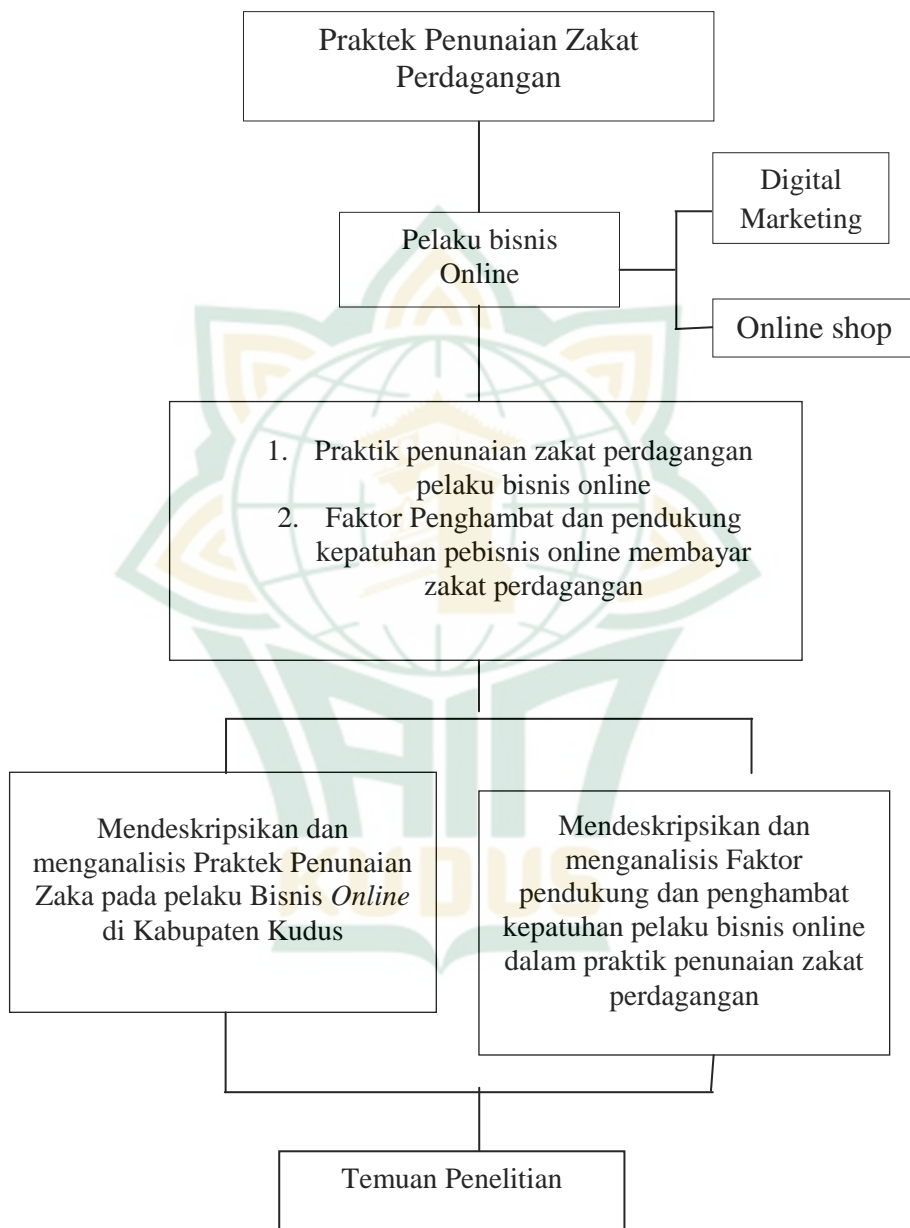 Praktek Penunaian Zakat
Perdagangan
Digital
Marketing
Pelaku bisnis
Online
Online shop
1. Praktik penunaian zakat perdagangan
pelaku bisnis online
2. Faktor Penghambat dan pendukung
kepatuhan pebisnis online membayar
zakat perdagangan
Mendeskripsikan dan
menganalisis Praktek Penunaian
Zaka pada pelaku Bisnis Online
di Kabupaten Kudus
Mendeskripsikan dan
menganalisis Faktor
pendukung dan penghambat
kepatuhan pelaku bisnis online
dalam praktik penunaian zakat
perdagangan
Temuan Penelitian
IAIN
KUDUS